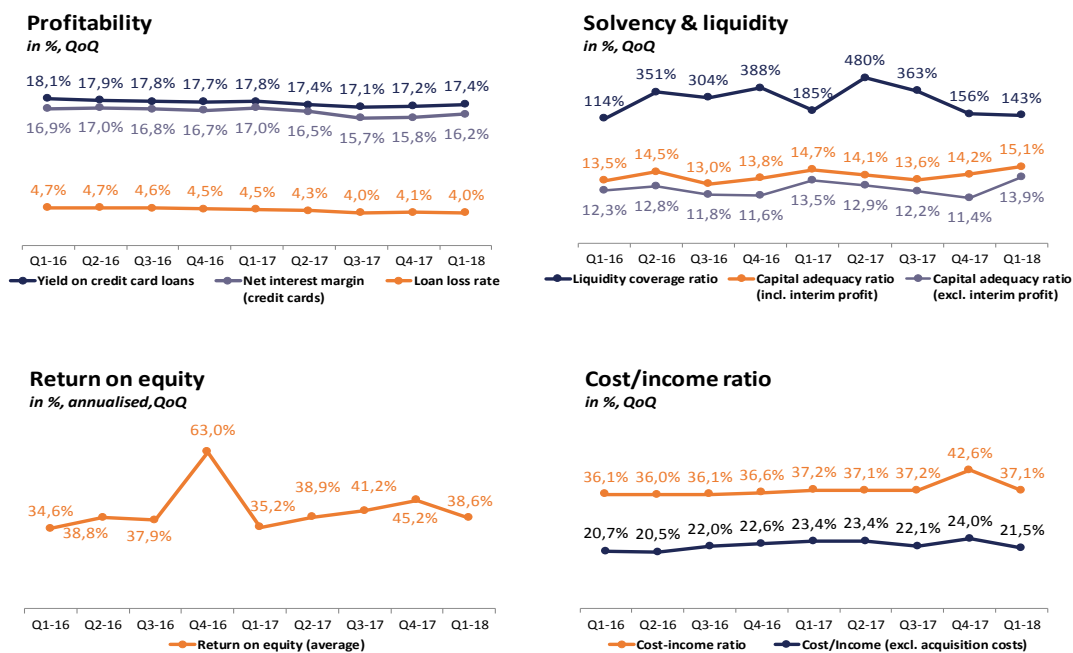 Profitability
in %, QoQ
18,1% 17,9% 17,8% 17,7% 17,8% 17,4% 17,1% 17,2% 17,4%
16,9% 17,0% 16,8% 16,7% 17,0% 16,5% 15,7% 15,8% 16,2%
4,7% 4,7% 4,6% 4,5% 4,5% 4,3% 4,0% 4,1% 4,0%
Q1-16 Q2-16 Q3-16 Q4-16 Q1-17 Q2-17 Q3-17 Q4-17 Q1-18
Yield on credit card loans Net interest margin Loan loss rate
(credit cards)
Solvency & liquidity
in %, QoQ
114% 351% 304% 388% 185% 480% 363% 156% 143%
13,5% 14,5% 13,0% 13,8% 14,7% 14,1% 13,6% 14,2% 15,1%
12,3% 12,8% 11,8% 11,6% 13,5% 12,9% 12,2% 11,4% 13,9%
Q1-16 Q2-16 Q3-16 Q4-16 Q1-17 Q2-17 Q3-17 Q4-17 Q1-18
Liquidity coverage ratio Capital adequacy ratio Capital adequacy ratio
(incl. interim profit) (excl. interim profit)
Return on equity
in %, annualised,QoQ
34,6% 38,8% 37,9% 63,0% 35,2% 38,9% 41,2% 45,2% 38,6%
Q1-16 Q2-16 Q3-16 Q4-16 Q1-17 Q2-17 Q3-17 Q4-17 Q1-18
Return on equity (average)
Cost/income ratio
in %, QoQ
36,1% 36,0% 36,1% 36,6% 37,2% 37,1% 37,2% 42,6% 37,1%
20,7% 20,5% 22,0% 22,6% 23,4% 23,4% 22,1% 24,0% 21,5%
Q1-16 Q2-16 Q3-16 Q4-16 Q1-17 Q2-17 Q3-17 Q4-17 Q1-18
Cost-income ratio Cost/Income (excl. acquisition costs)